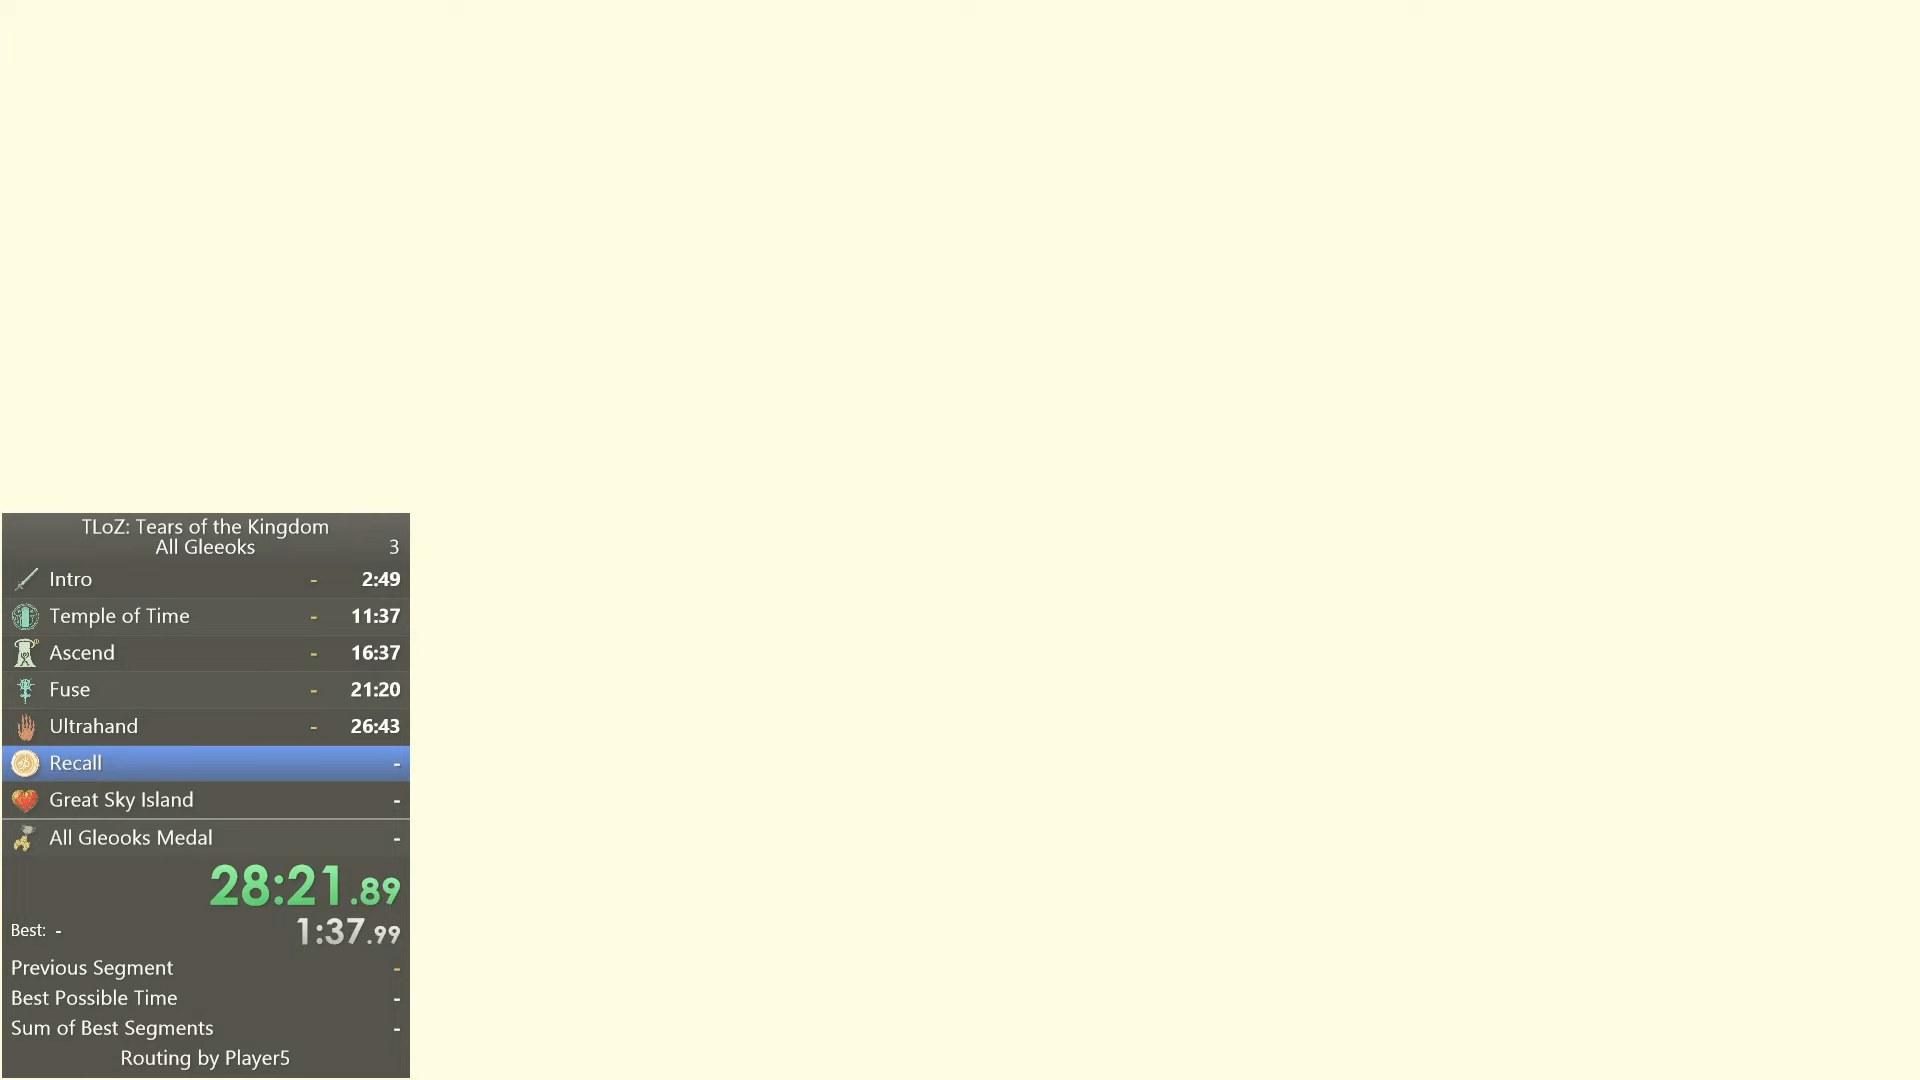 TLoZ: Tears of the Kingdom
All Gleeoks 3
Intro - 2:49
Temple of Time - 11:37
Ascend - 16:37
Fuse - 21:20
Ultrahand - 26:43
Recall -
Great Sky Island -
All Gleooks Medal -
28:21.89
Best: - 1:37.99
Previous Segment -
Best Possible Time -
Sum of Best Segments -
Routing by Player5